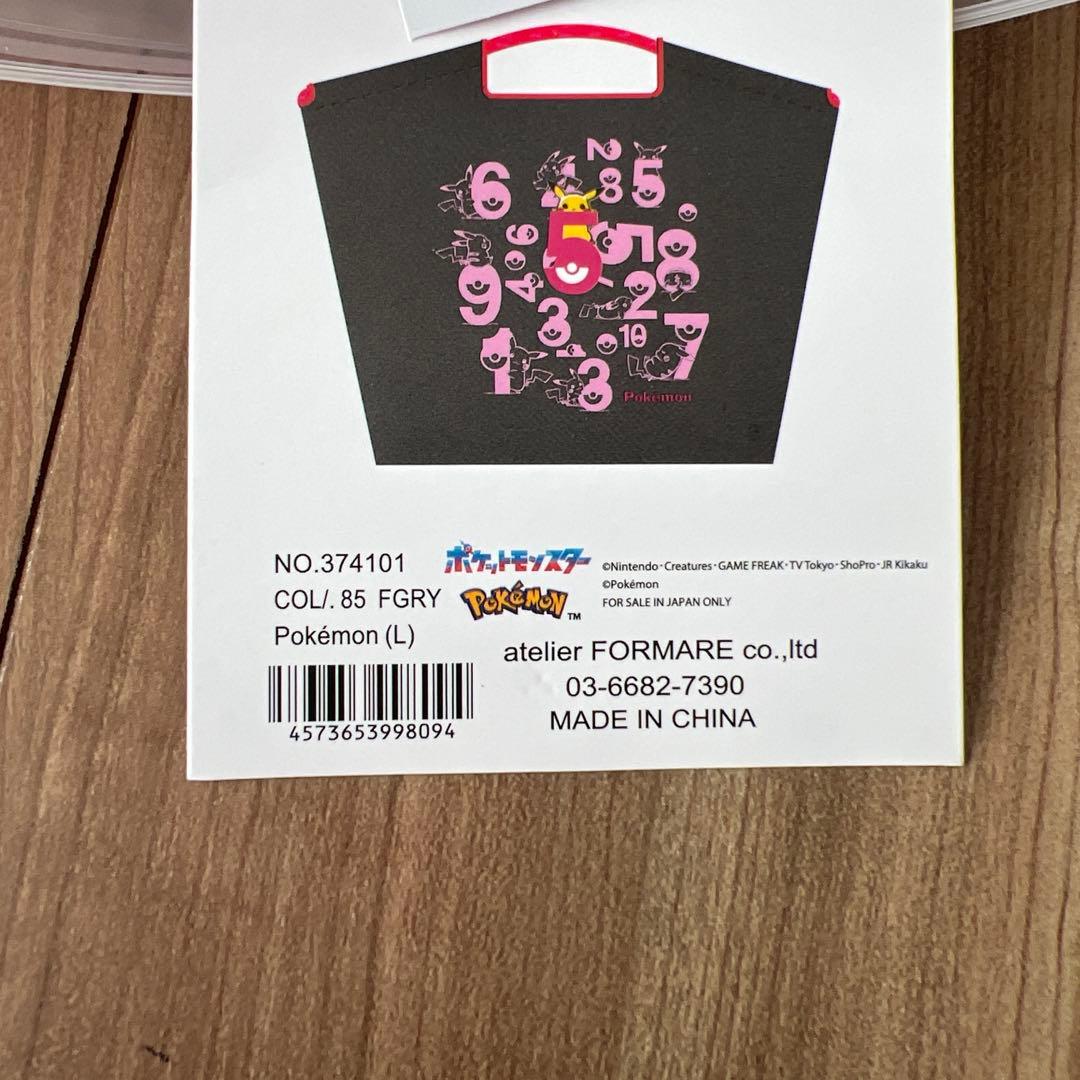 2
6
8
5
5
6
5
8
9
4
2
3
10
7
1
3
Pokémon
NO.374101
COL/. 85 FGRY
Pokémon (L)
4573653998094
ポケットモンスター
POKÉMON TM
©Nintendo・Creatures・GAME FREAK・TV Tokyo・ShoPro・JR Kikaku
©Pokémon
FOR SALE IN JAPAN ONLY
atelier FORMARE co.,ltd
03-6682-7390
MADE IN CHINA